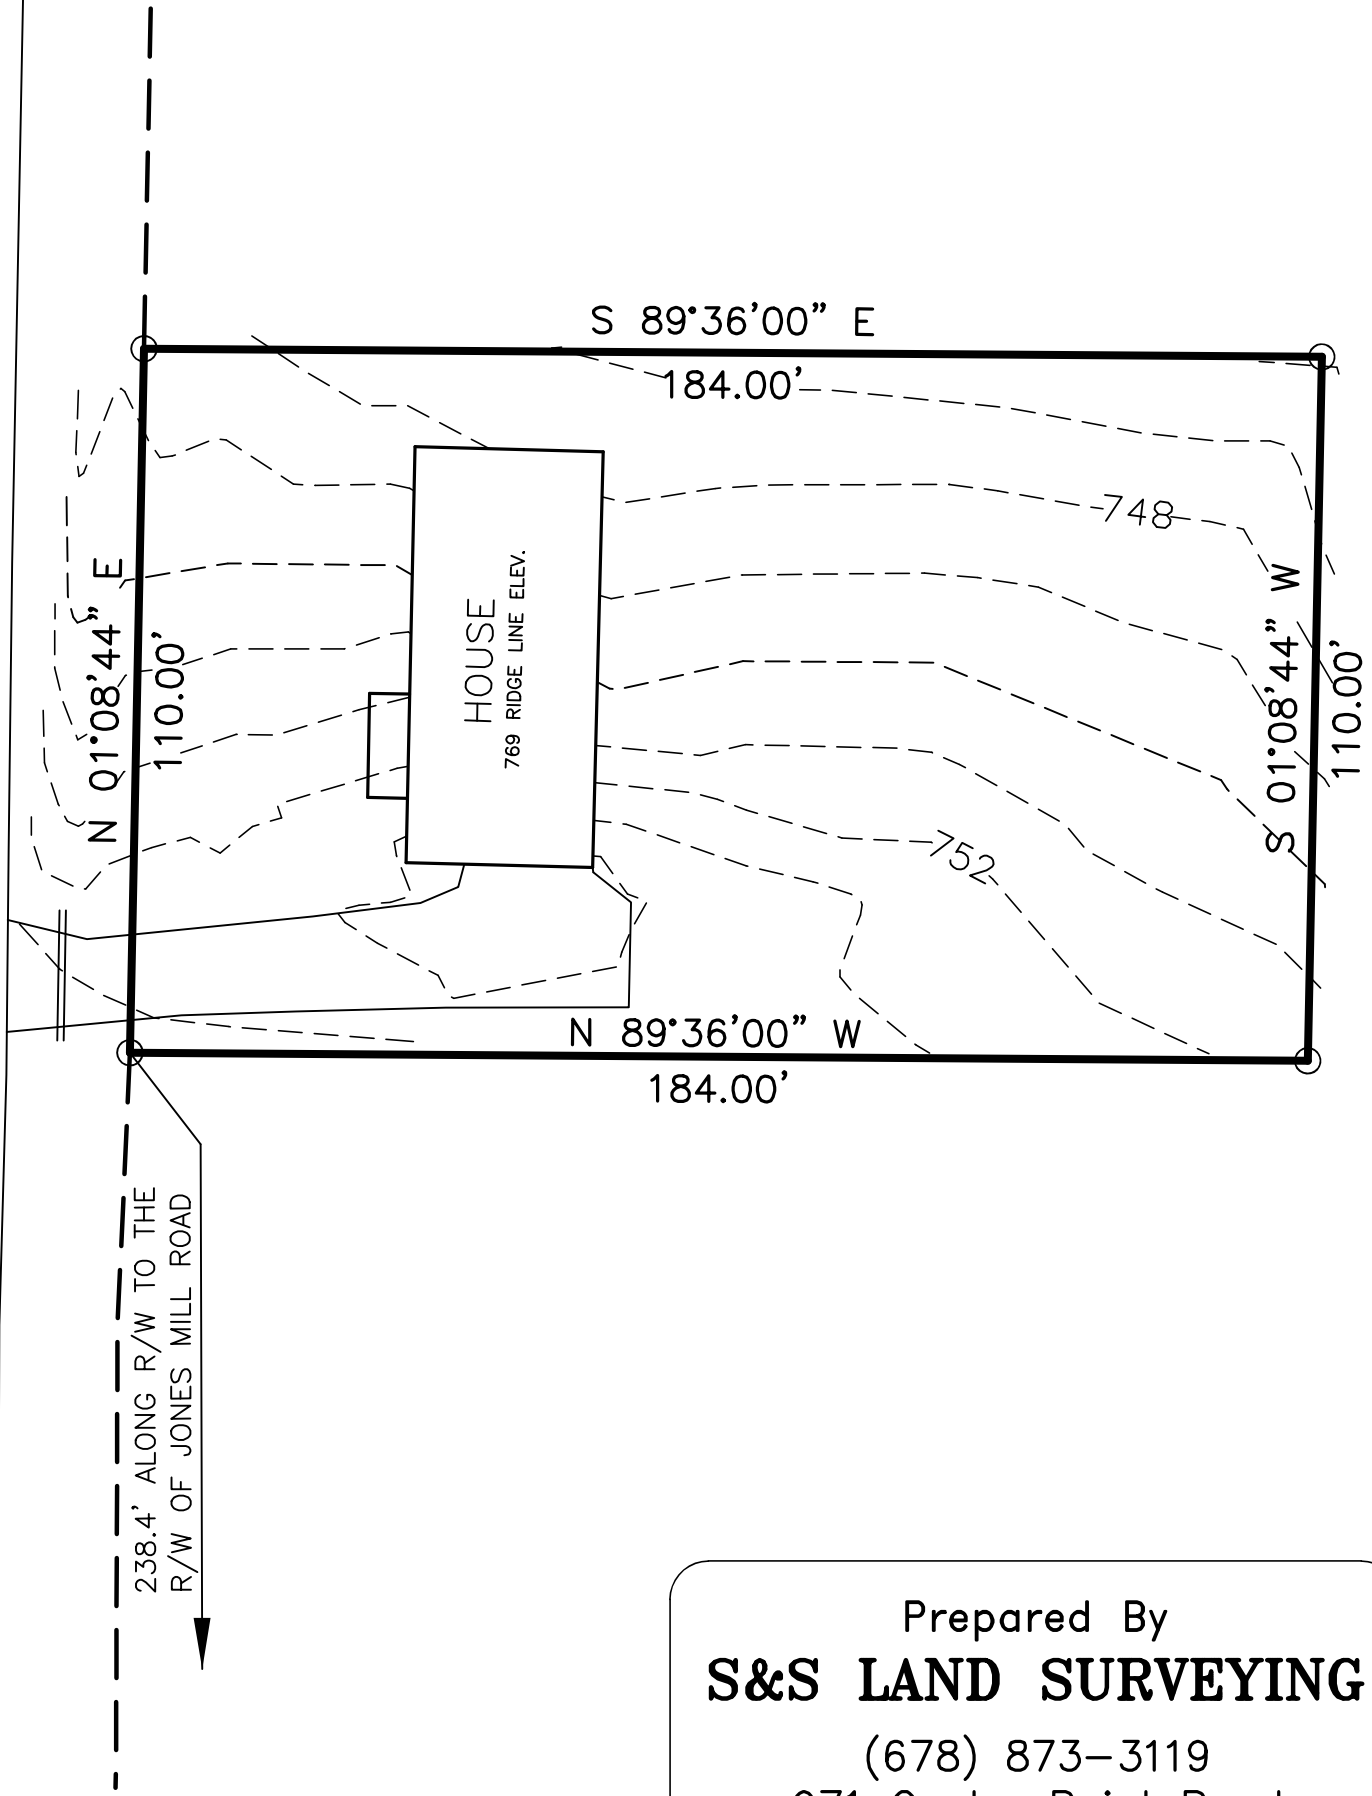 S 89°36'00" E
184.00'
748
N 01°08'44" E
110.00'
HOUSE
769 RIDGE LINE ELEV.
S 01°08'44" W
110.00'
752
N 89°36'00" W
184.00'
238.4' ALONG R/W TO THE
R/W OF JONES MILL ROAD
Prepared By
S&S LAND SURVEYING
(678) 873-3119